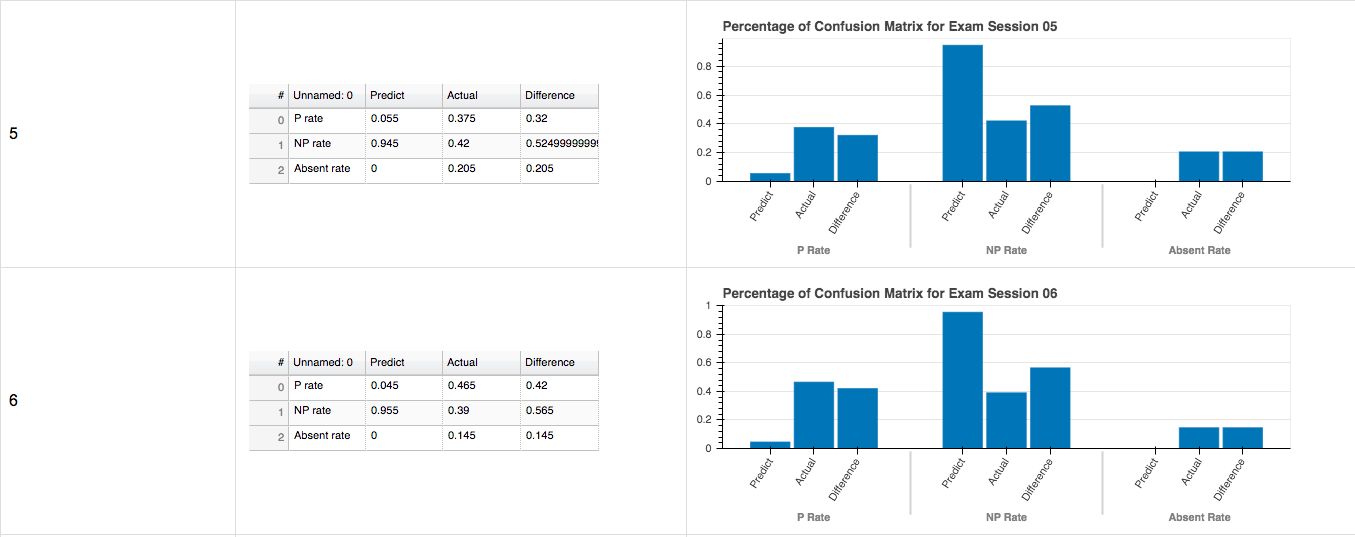 5
# Unnamed: 0 Predict Actual Difference
0 P rate 0.055 0.375 0.32
1 NP rate 0.945 0.42 0.5249999999
2 Absent rate 0 0.205 0.205
Percentage of Confusion Matrix for Exam Session 05
0.8
0.6
0.4
0.2
0
Predict Actual Difference Predict Actual Difference Predict Actual Difference
P Rate NP Rate Absent Rate
6
# Unnamed: 0 Predict Actual Difference
0 P rate 0.045 0.465 0.42
1 NP rate 0.955 0.39 0.565
2 Absent rate 0 0.145 0.145
Percentage of Confusion Matrix for Exam Session 06
1
0.8
0.6
0.4
0.2
0
Predict Actual Difference Predict Actual Difference Predict Actual Difference
P Rate NP Rate Absent Rate